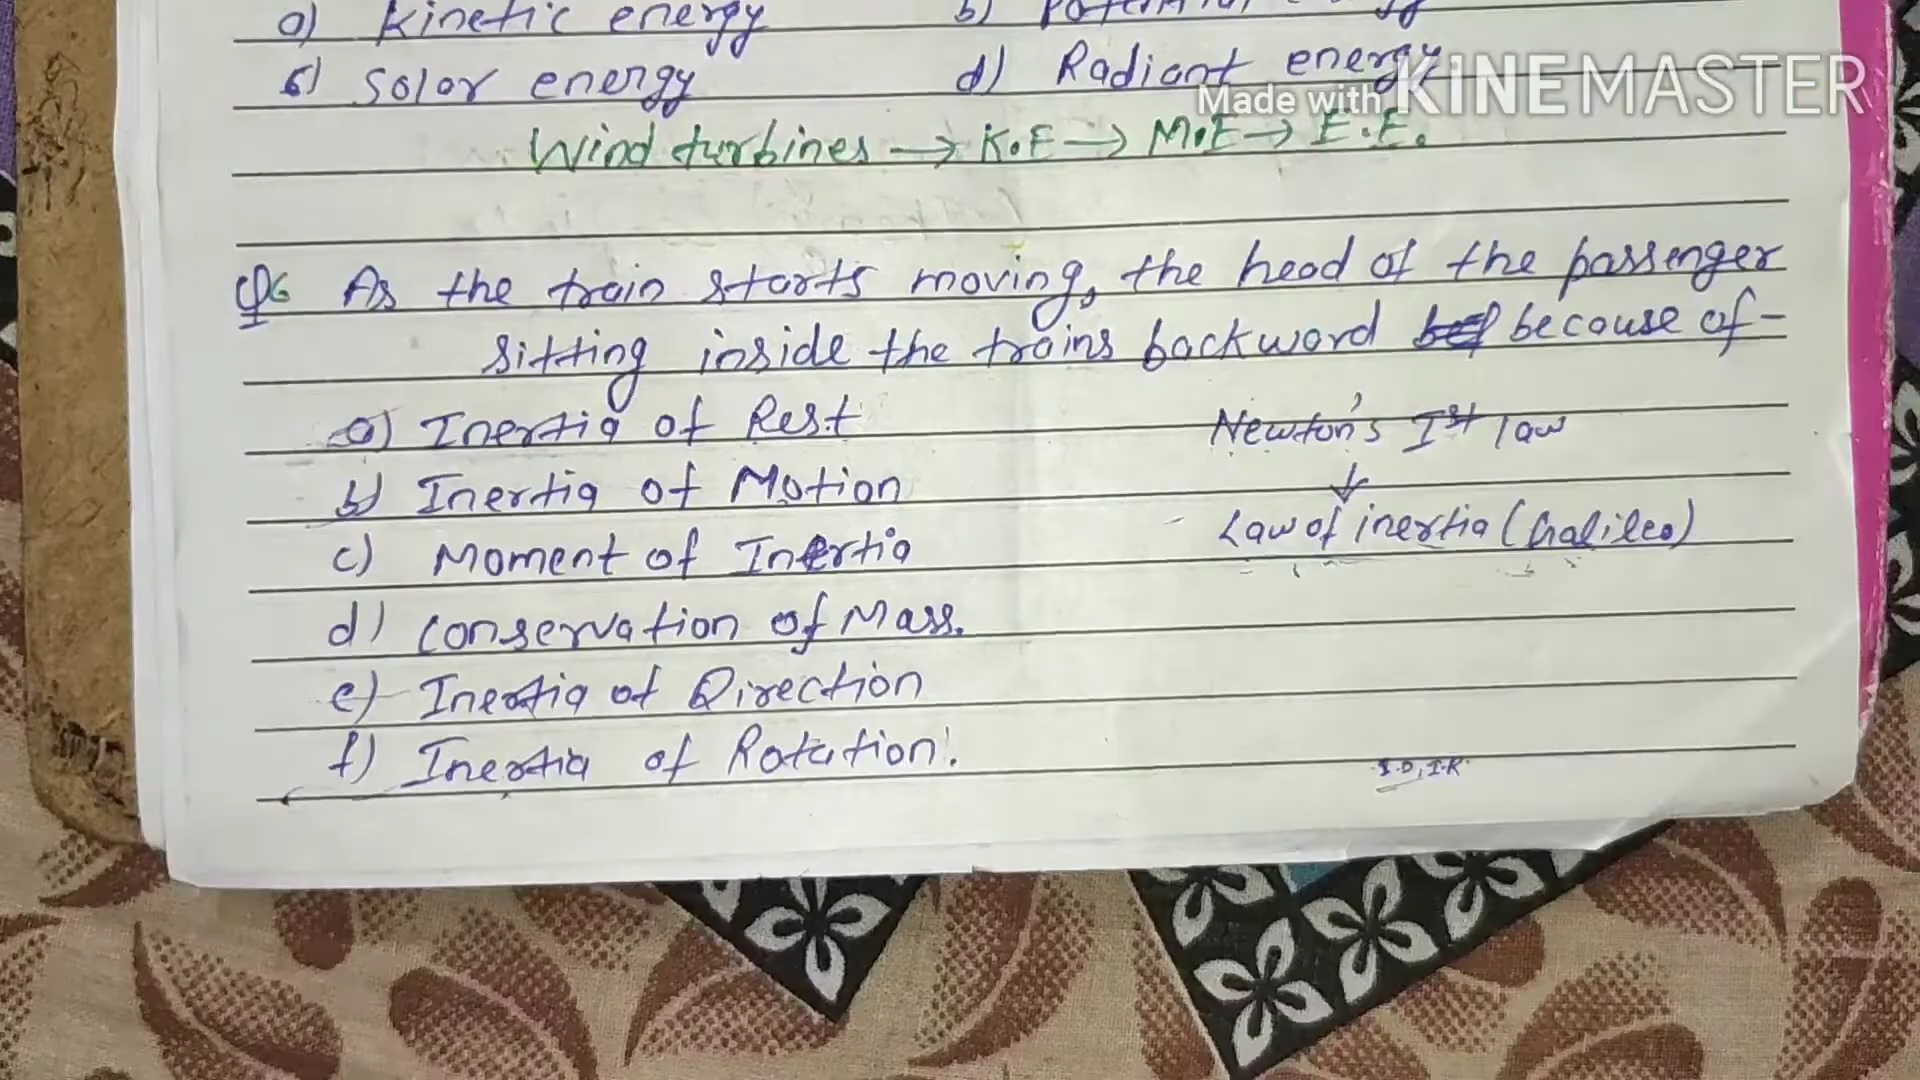 a) Kinetic energy b)
c) Solar energy d) Radiant energy
Made with KINEMASTER
Wind turbines → K.E → M.E → E.E.
Q6 As the train starts moving, the head of the passenger
sitting inside the trains backward because of-
a) Inertia of Rest
Newton's Ist law
b) Inertia of Motion
↓
c) Moment of Inertia
Law of inertia (Galileo)
d) Conservation of Mass.
e) Inertia of Direction
f) Inertia of Rotation.
I.D, I.R